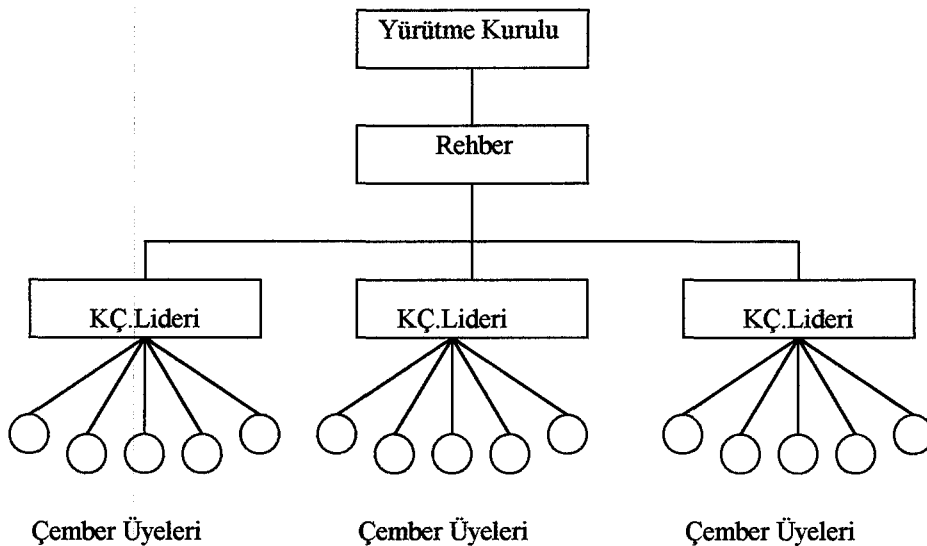 Yürütme Kurulu
Rehber
KÇ.Lideri KÇ.Lideri KÇ.Lideri
Çember Üyeleri Çember Üyeleri Çember Üyeleri